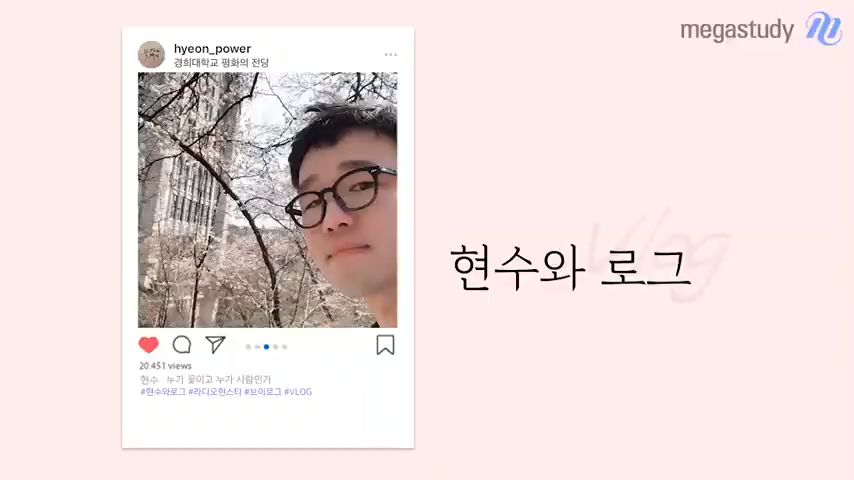 megastudy
hyeon_power
경희대학교 평화의 전당
20.451 views
현수 누가 꽃이고 누가 사람인가
#현수와로그 #라디오현스타 #브이로그 #VLOG
Vlog
현수와 로그